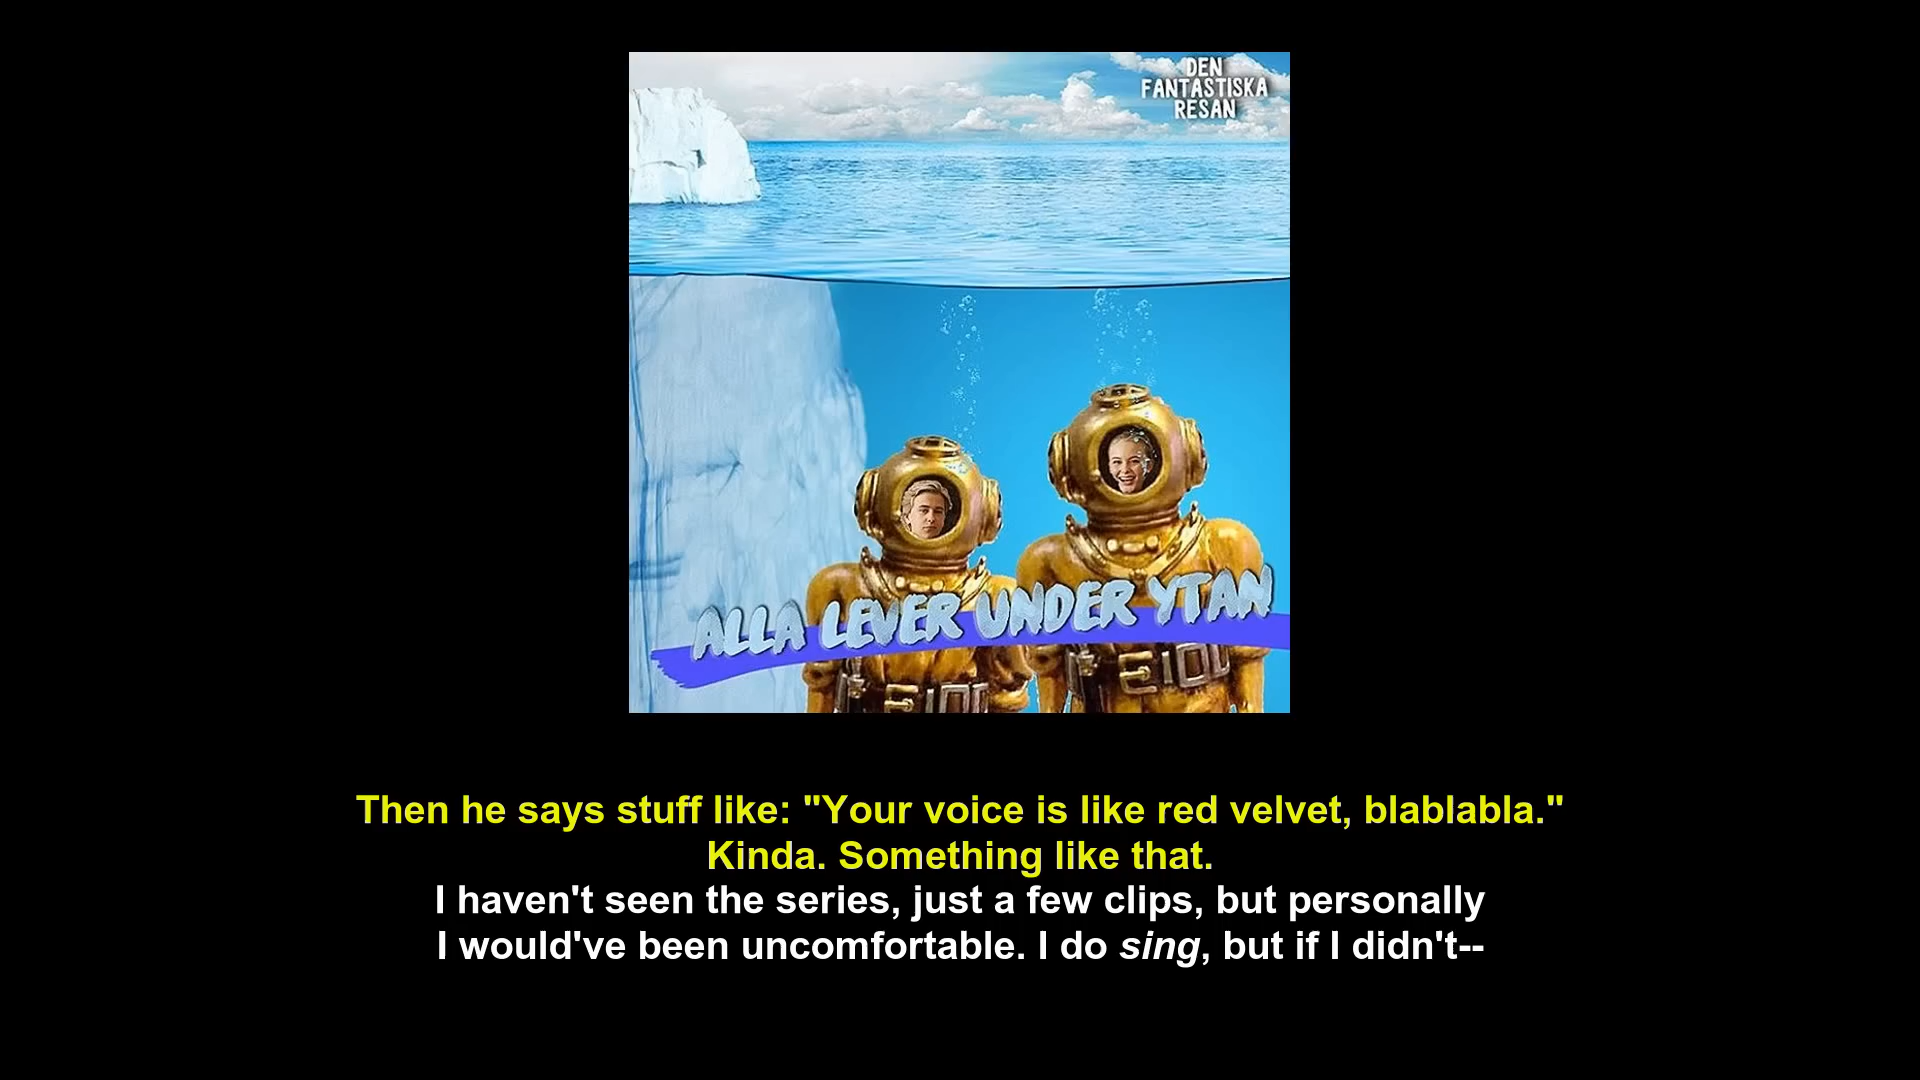 DEN
FANTASTISKA
RESAN
ALLA LEVER UNDER YTAN
Then he says stuff like: "Your voice is like red velvet, blablabla."
Kinda. Something like that.
I haven't seen the series, just a few clips, but personally
I would've been uncomfortable. I do sing, but if I didn't--